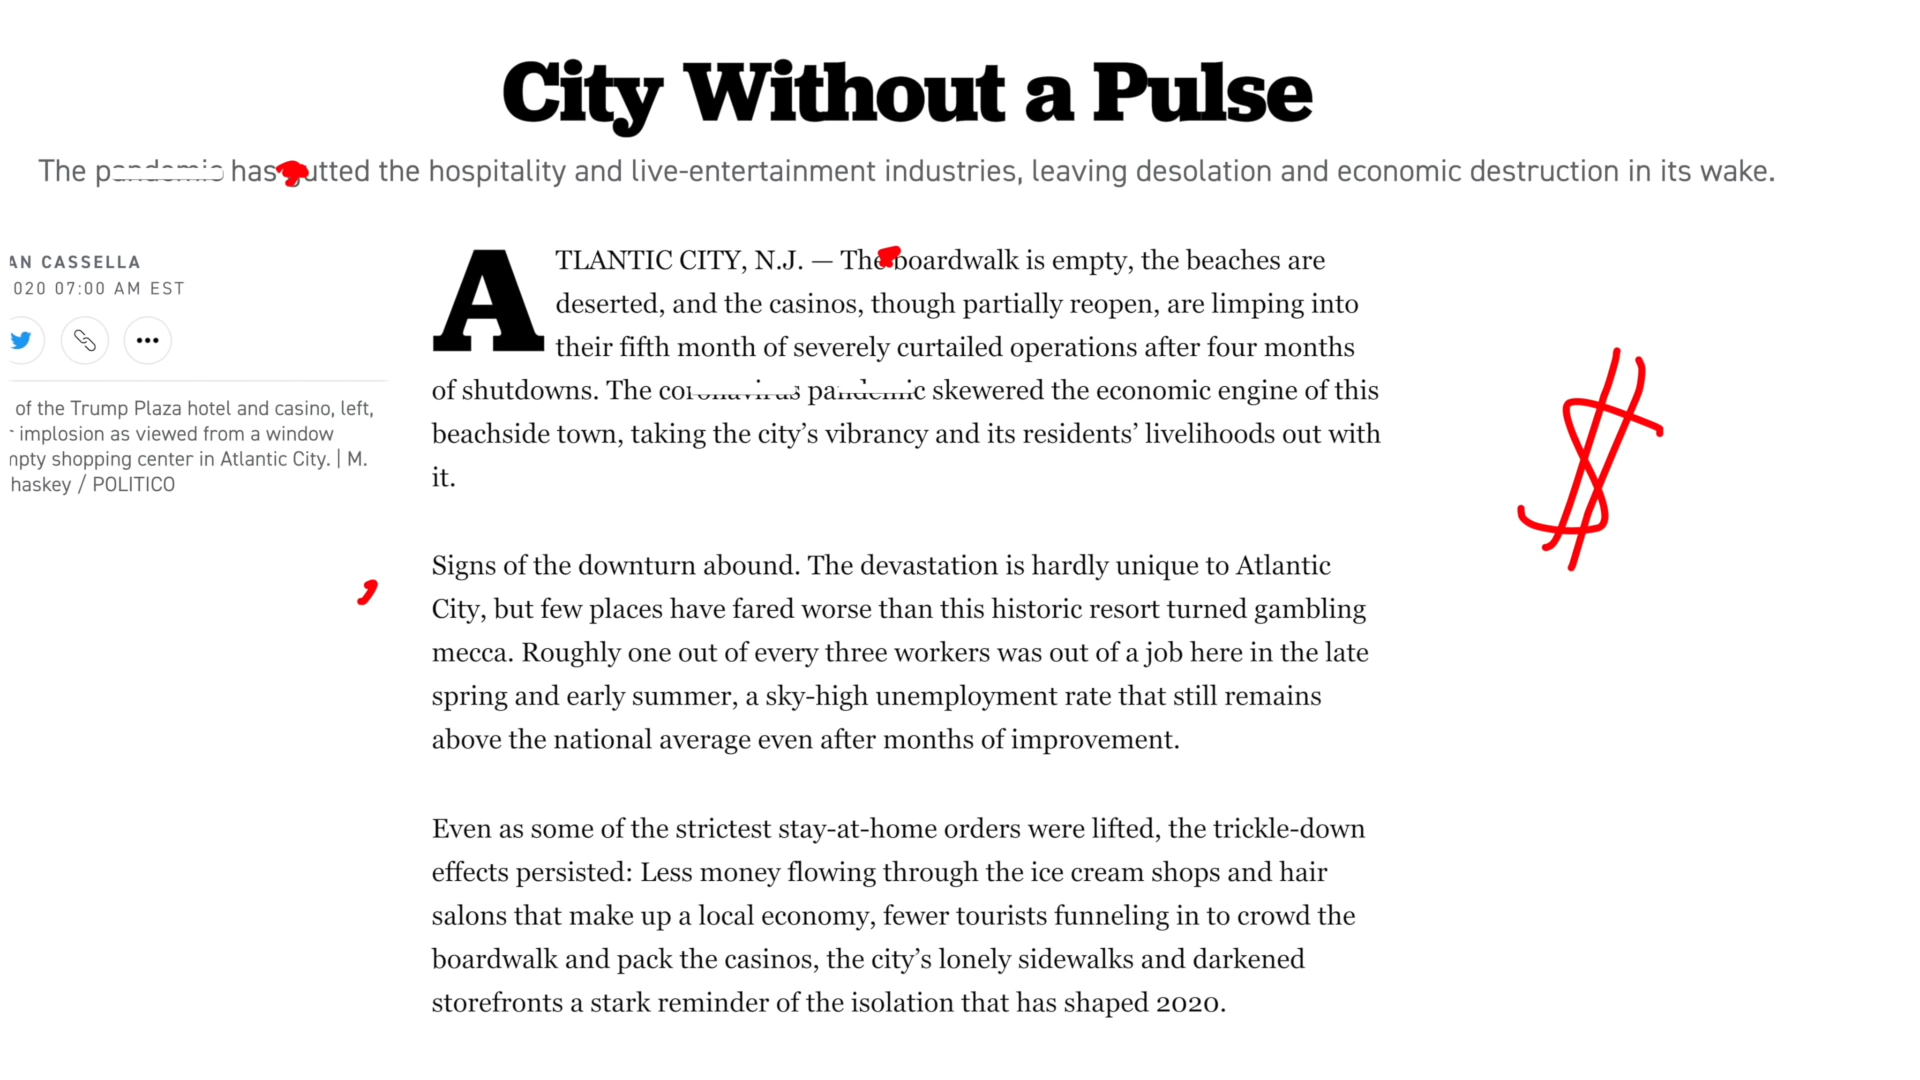 City Without a Pulse
The pandemic has gutted the hospitality and live-entertainment industries, leaving desolation and economic destruction in its wake.
AN CASSELLA
020 07:00 AM EST
of the Trump Plaza hotel and casino, left,
implosion as viewed from a window
mpty shopping center in Atlantic City. | M.
haskey / POLITICO
ATLANTIC CITY, N.J. — The boardwalk is empty, the beaches are
deserted, and the casinos, though partially reopen, are limping into
their fifth month of severely curtailed operations after four months
of shutdowns. The coronavirus pandemic skewered the economic engine of this
beachside town, taking the city’s vibrancy and its residents’ livelihoods out with
it.
Signs of the downturn abound. The devastation is hardly unique to Atlantic
City, but few places have fared worse than this historic resort turned gambling
mecca. Roughly one out of every three workers was out of a job here in the late
spring and early summer, a sky-high unemployment rate that still remains
above the national average even after months of improvement.
Even as some of the strictest stay-at-home orders were lifted, the trickle-down
effects persisted: Less money flowing through the ice cream shops and hair
salons that make up a local economy, fewer tourists funneling in to crowd the
boardwalk and pack the casinos, the city’s lonely sidewalks and darkened
storefronts a stark reminder of the isolation that has shaped 2020.
$